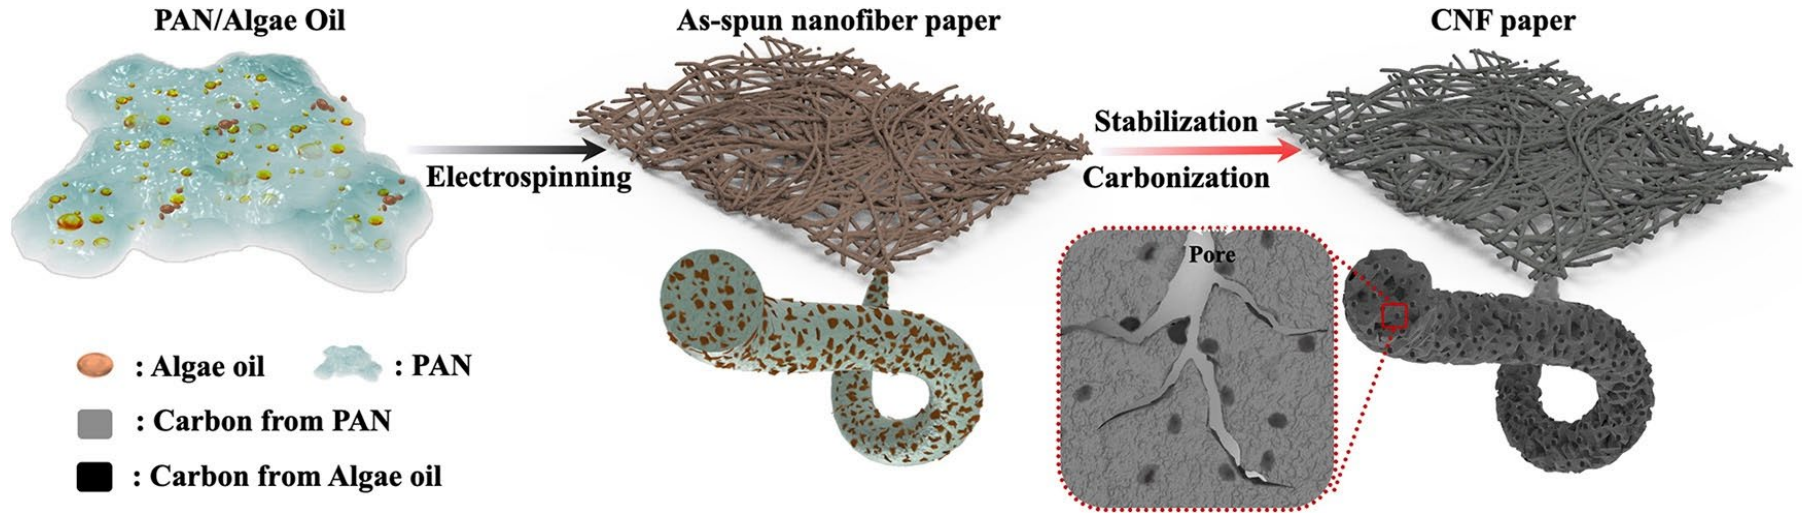 PAN/Algae Oil
As-spun nanofiber paper
CNF paper
Electrospinning
Stabilization
Carbonization
Pore
: Algae oil
: PAN
: Carbon from PAN
: Carbon from Algae oil